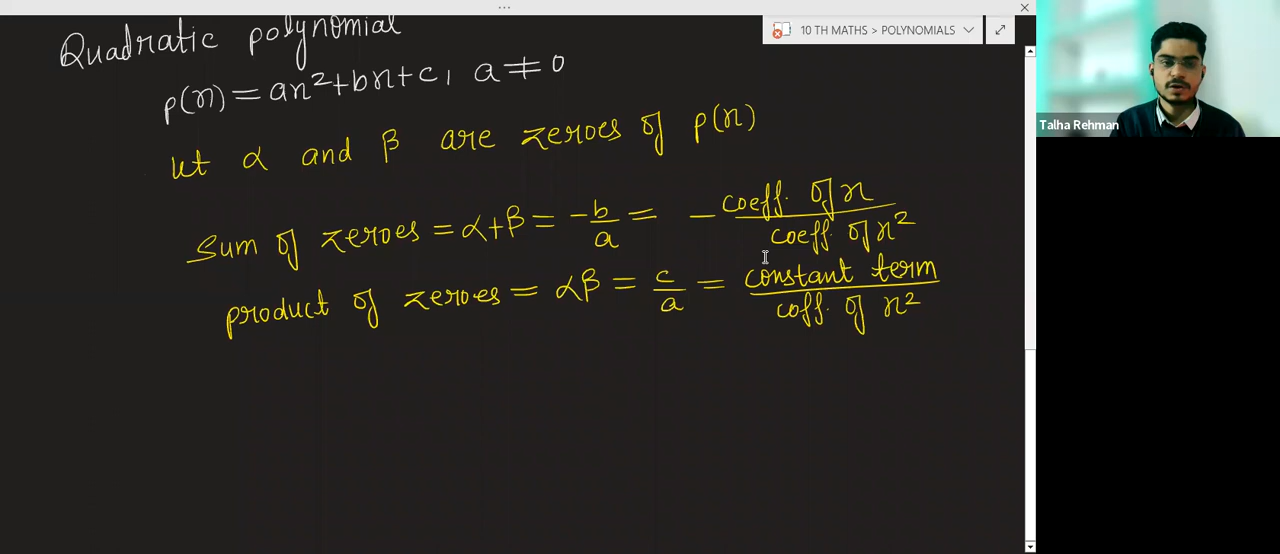 Quadratic polynomial
10 TH MATHS > POLYNOMIALS
p(x) = ax²+bx+c, a ≠ 0
Talha Rehman
let α and β are zeroes of p(x)
Sum of zeroes = α+β = -b/a = - coeff. of x / coeff. of x²
product of zeroes = αβ = c/a = constant term / coff. of x²